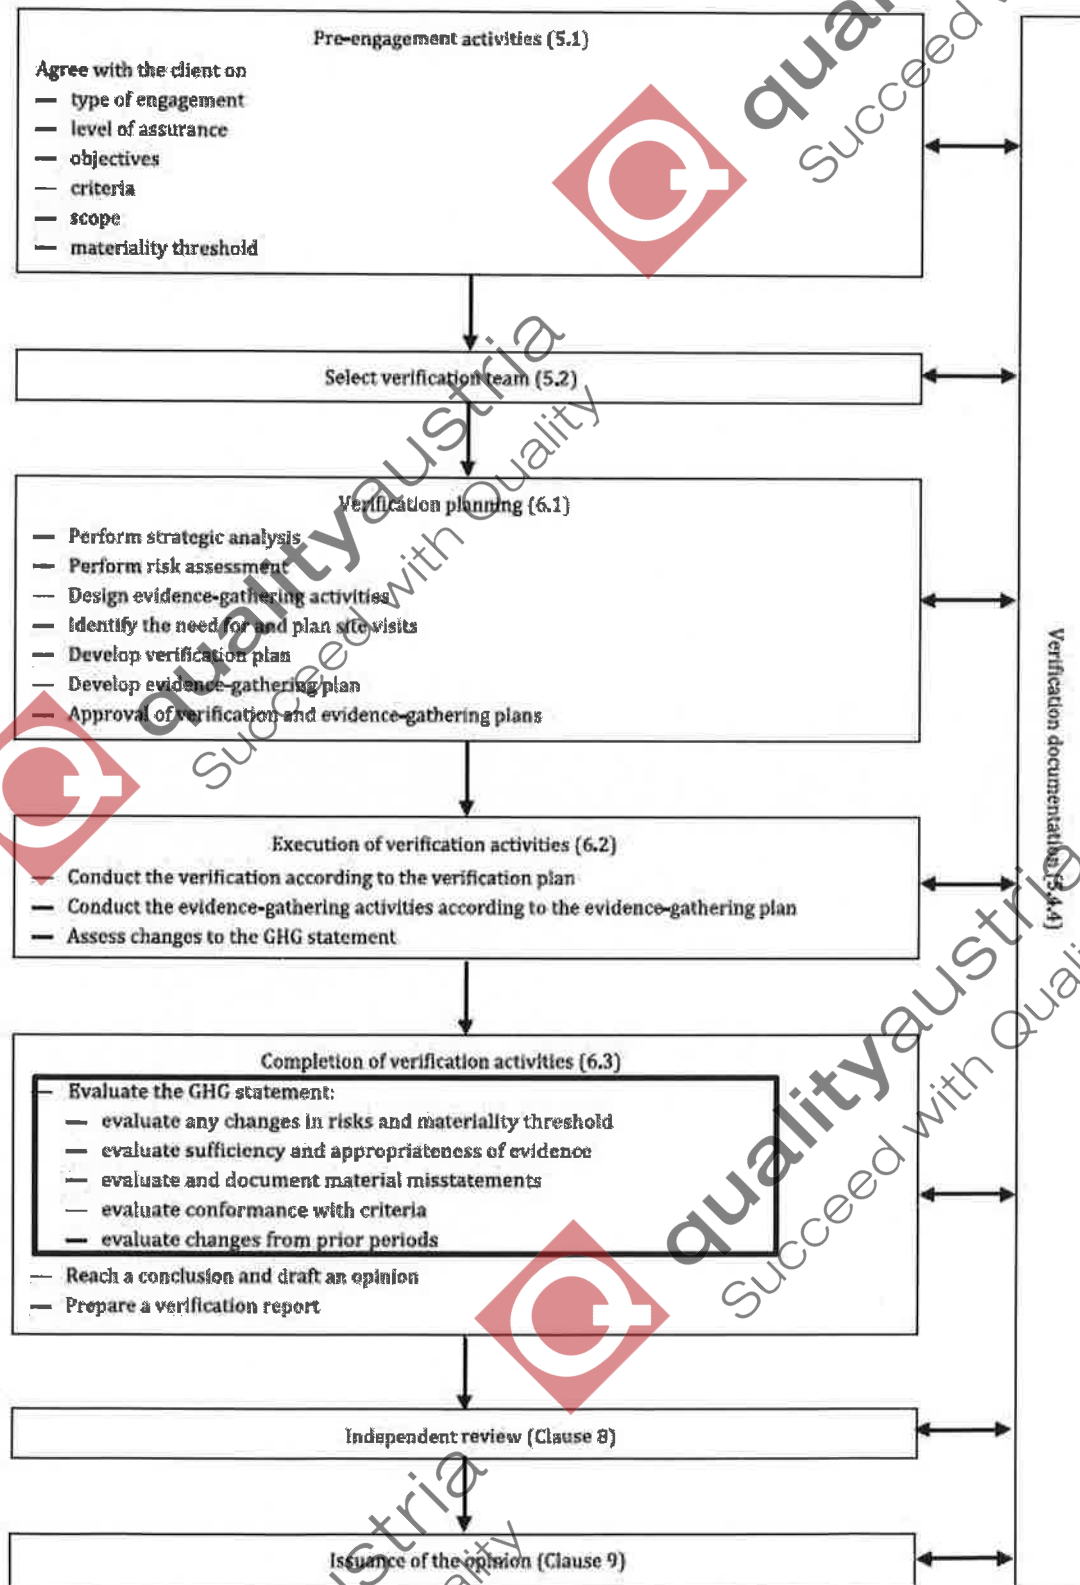 Pre-engagement activities (5.1)
Agree with the client on
— type of engagement
— level of assurance
— objectives
— criteria
— scope
— materiality threshold
Select verification team (5.2)
Verification planning (6.1)
— Perform strategic analysis
— Perform risk assessment
— Design evidence-gathering activities
— Identify the need for and plan site visits
— Develop verification plan
— Develop evidence-gathering plan
— Approval of verification and evidence-gathering plans
Execution of verification activities (6.2)
— Conduct the verification according to the verification plan
— Conduct the evidence-gathering activities according to the evidence-gathering plan
— Assess changes to the GHG statement
Completion of verification activities (6.3)
— Evaluate the GHG statement:
— evaluate any changes in risks and materiality threshold
— evaluate sufficiency and appropriateness of evidence
— evaluate and document material misstatements
— evaluate conformance with criteria
— evaluate changes from prior periods
— Reach a conclusion and draft an opinion
— Prepare a verification report
Independent review (Clause 8)
Issuance of the opinion (Clause 9)
Verification documentation (5.4.4)
qua
Succeed w
qualityaustria
Succeed with Quality
qualityaustria
Succeed with Quali
ustria
ality